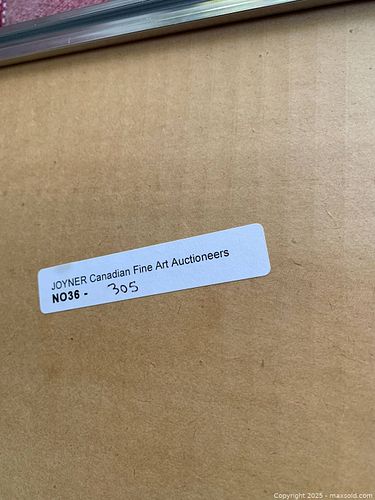 JOYNER Canadian Fine Art Auctioneers
NO36 - 305
Copyright 2025 - maxsold.com